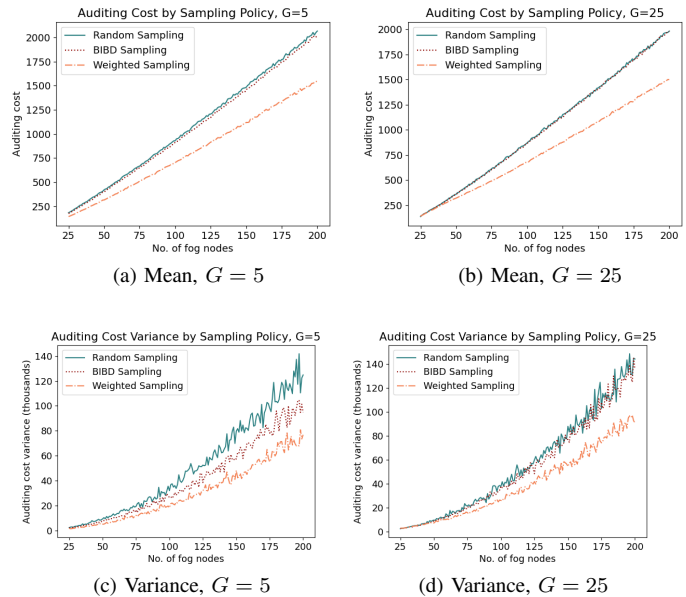 Auditing Cost by Sampling Policy, G=5
Random Sampling
BIBD Sampling
Weighted Sampling
2000
1750
1500
1250
1000
750
500
250
Auditing cost
25 50 75 100 125 150 175 200
No. of fog nodes
(a) Mean, G = 5
Auditing Cost by Sampling Policy, G=25
Random Sampling
BIBD Sampling
Weighted Sampling
2000
1750
1500
1250
1000
750
500
250
Auditing cost
25 50 75 100 125 150 175 200
No. of fog nodes
(b) Mean, G = 25
Auditing Cost Variance by Sampling Policy, G=5
Random Sampling
BIBD Sampling
Weighted Sampling
140
120
100
80
60
40
20
0
Auditing cost variance (thousands)
25 50 75 100 125 150 175 200
No. of fog nodes
(c) Variance, G = 5
Auditing Cost Variance by Sampling Policy, G=25
Random Sampling
BIBD Sampling
Weighted Sampling
140
120
100
80
60
40
20
0
Auditing cost variance (thousands)
25 50 75 100 125 150 175 200
No. of fog nodes
(d) Variance, G = 25